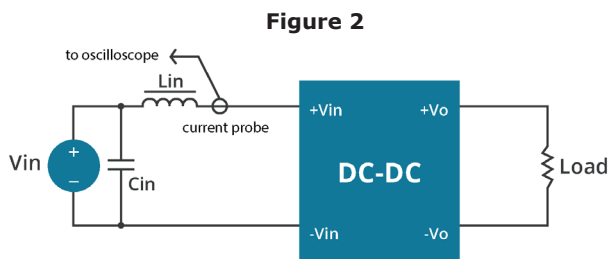 Figure 2
to oscilloscope
Lin
current probe
+Vin
+Vo
Vin
+
−
Cin
DC-DC
Load
-Vin
-Vo